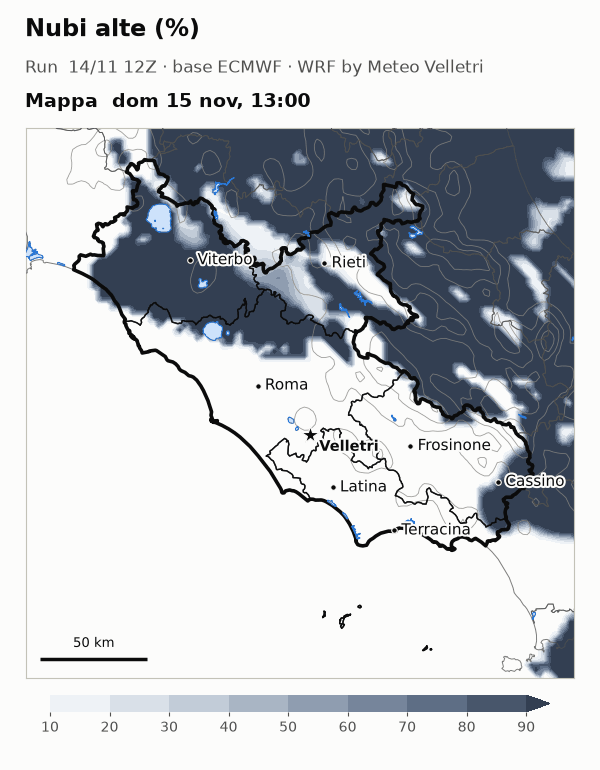 Nubi alte (%)
Run  14/11 12Z · base ECMWF · WRF by Meteo Velletri
Mappa  dom 15 nov, 13:00
Viterbo
Rieti
Roma
Velletri
Frosinone
Latina
Cassino
Terracina
50 km
10 20 30 40 50 60 70 80 90